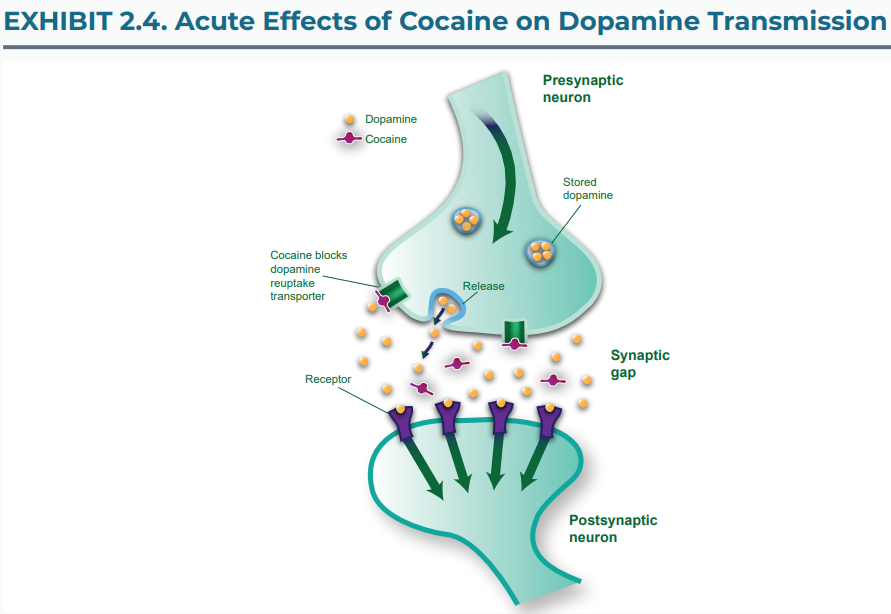 EXHIBIT 2.4. Acute Effects of Cocaine on Dopamine Transmission
Presynaptic
neuron
Dopamine
Cocaine
Stored
dopamine
Cocaine blocks
dopamine
reuptake
transporter
Release
Synaptic
gap
Receptor
Postsynaptic
neuron